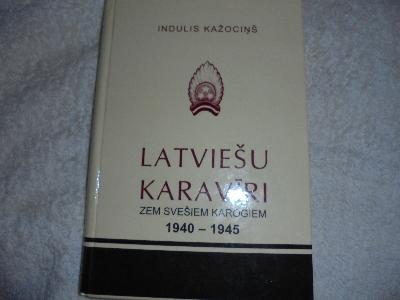 INDULIS KAŽOCIŅŠ
LATVIEŠU
KARAVĪRI
ZEM SVEŠIEM KAROGIEM
1940 – 1945